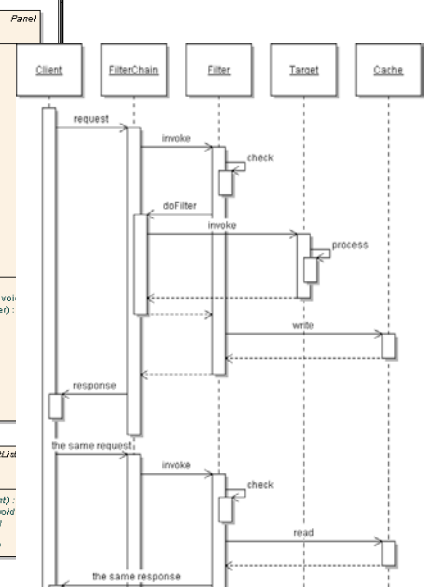 Panel
Client
FilterChain
Filter
Target
Cache
request
invoke
check
doFilter
invoke
process
write
response
the same request
invoke
check
read
the same response